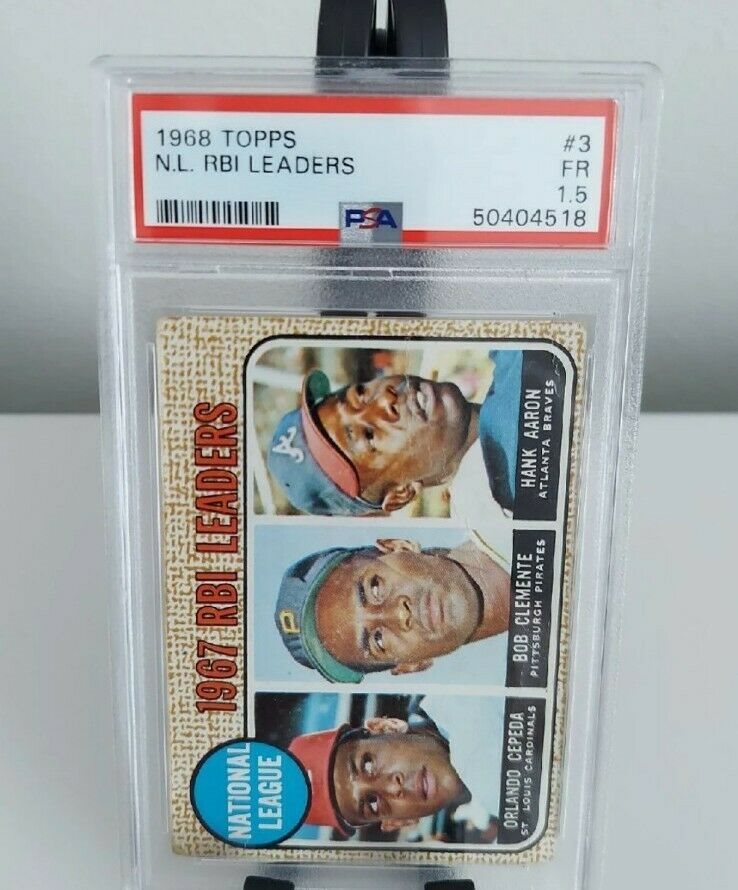 1968 TOPPS
N.L. RBI LEADERS
#3
FR
1.5
PSA
50404518
1967 RBI LEADERS
NATIONAL
LEAGUE
ORLANDO CEPEDA
ST LOUIS CARDINALS
BOB CLEMENTE
PITTSBURGH PIRATES
HANK AARON
ATLANTA BRAVES
A
P